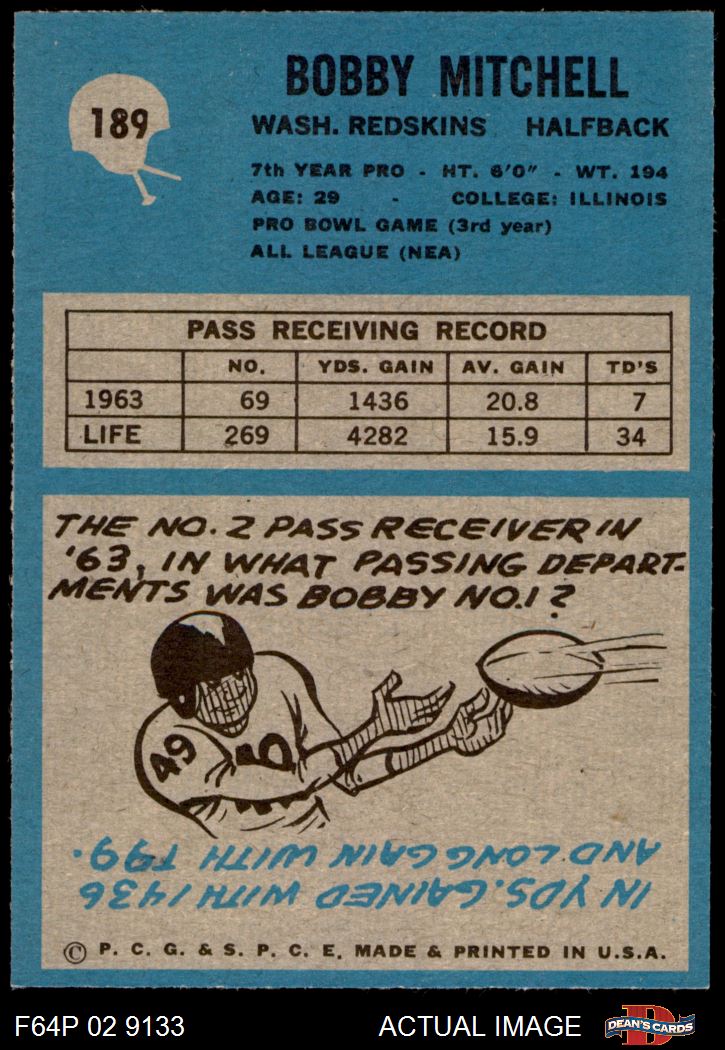 189
BOBBY MITCHELL
WASH. REDSKINS HALFBACK
7th YEAR PRO - HT. 6'0" - WT. 194
AGE: 29 - COLLEGE: ILLINOIS
PRO BOWL GAME (3rd year)
ALL LEAGUE (NEA)
PASS RECEIVING RECORD
NO. YDS. GAIN AV. GAIN TD'S
1963 69 1436 20.8 7
LIFE 269 4282 15.9 34
THE NO. 2 PASS RECEIVER IN
'63, IN WHAT PASSING DEPART-
MENTS WAS BOBBY NO.1?
49
IN YDS. GAINED WITH 1436
AND LONG GAIN WITH T99.
© P. C. G. & S. P. C. E. MADE & PRINTED IN U.S.A.
F64P 02 9133 ACTUAL IMAGE
D
DEAN'S CARDS